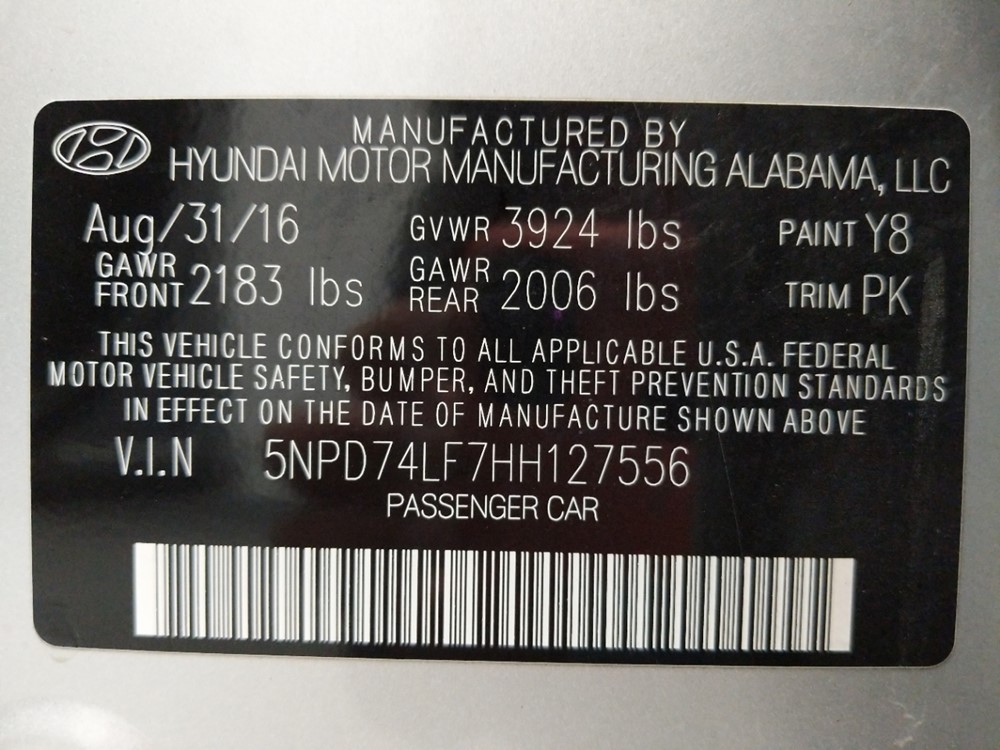 MANUFACTURED BY
HYUNDAI MOTOR MANUFACTURING ALABAMA, LLC
Aug/31/16 GVWR 3924 lbs PAINT Y8
GAWR FRONT 2183 lbs GAWR REAR 2006 lbs TRIM PK
THIS VEHICLE CONFORMS TO ALL APPLICABLE U.S.A. FEDERAL
MOTOR VEHICLE SAFETY, BUMPER, AND THEFT PREVENTION STANDARDS
IN EFFECT ON THE DATE OF MANUFACTURE SHOWN ABOVE
V.I.N 5NPD74LF7HH127556
PASSENGER CAR